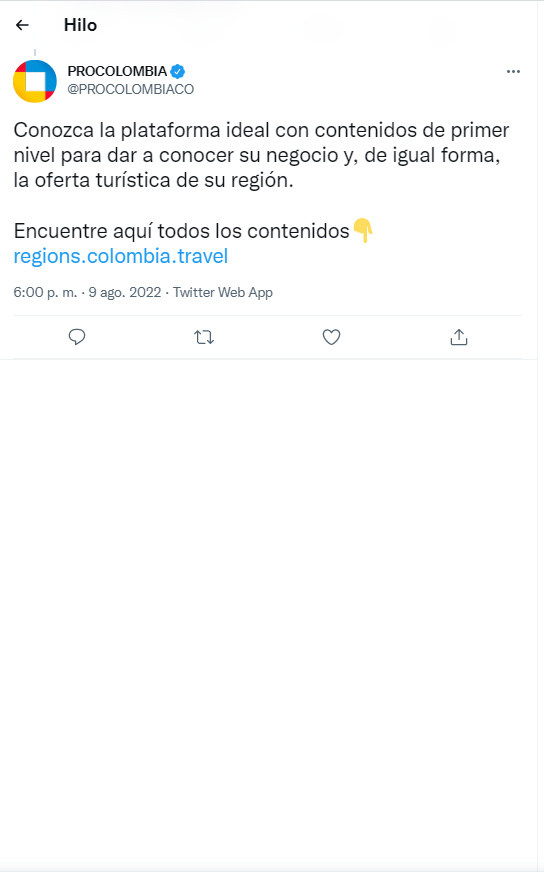 Hilo
PROCOLOMBIA
@PROCOLOMBIACO
Conozca la plataforma ideal con contenidos de primer
nivel para dar a conocer su negocio y, de igual forma,
la oferta turística de su región.
Encuentre aquí todos los contenidos👇
regions.colombia.travel
6:00 p. m. · 9 ago. 2022 · Twitter Web App